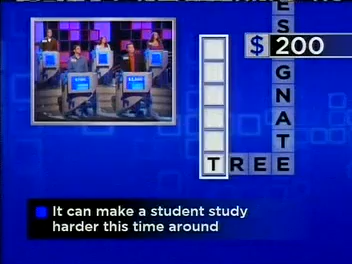 $ 200
ESIGNATE
TREE
It can make a student study
harder this time around